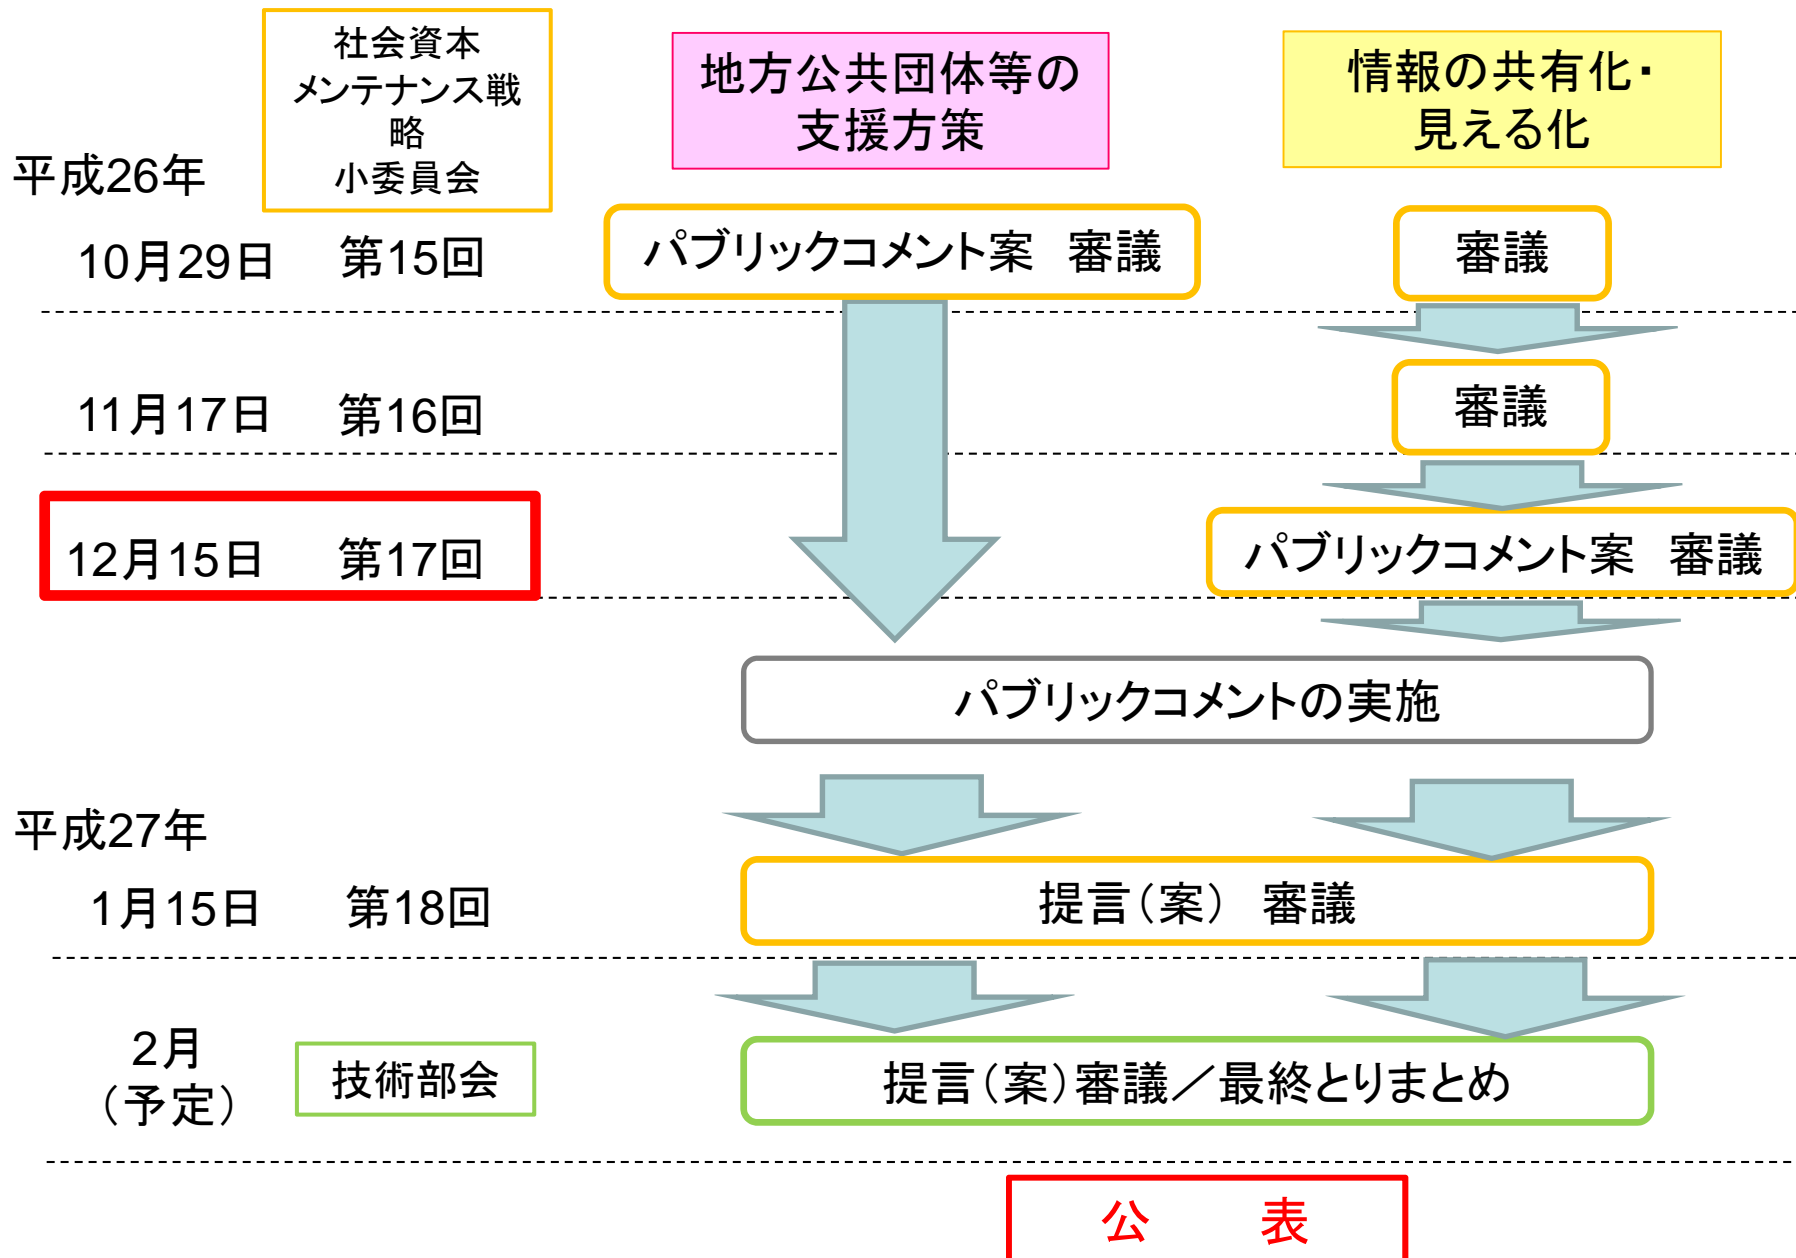 社会資本
メンテナンス戦
略
小委員会
地方公共団体等の
支援方策
情報の共有化・
見える化
平成26年
10月29日　第15回
パブリックコメント案　審議
審議
11月17日　第16回
審議
12月15日　第17回
パブリックコメント案　審議
パブリックコメントの実施
平成27年
1月15日　第18回
提言（案）　審議
2月
（予定）
技術部会
提言（案）審議／最終とりまとめ
公　　表